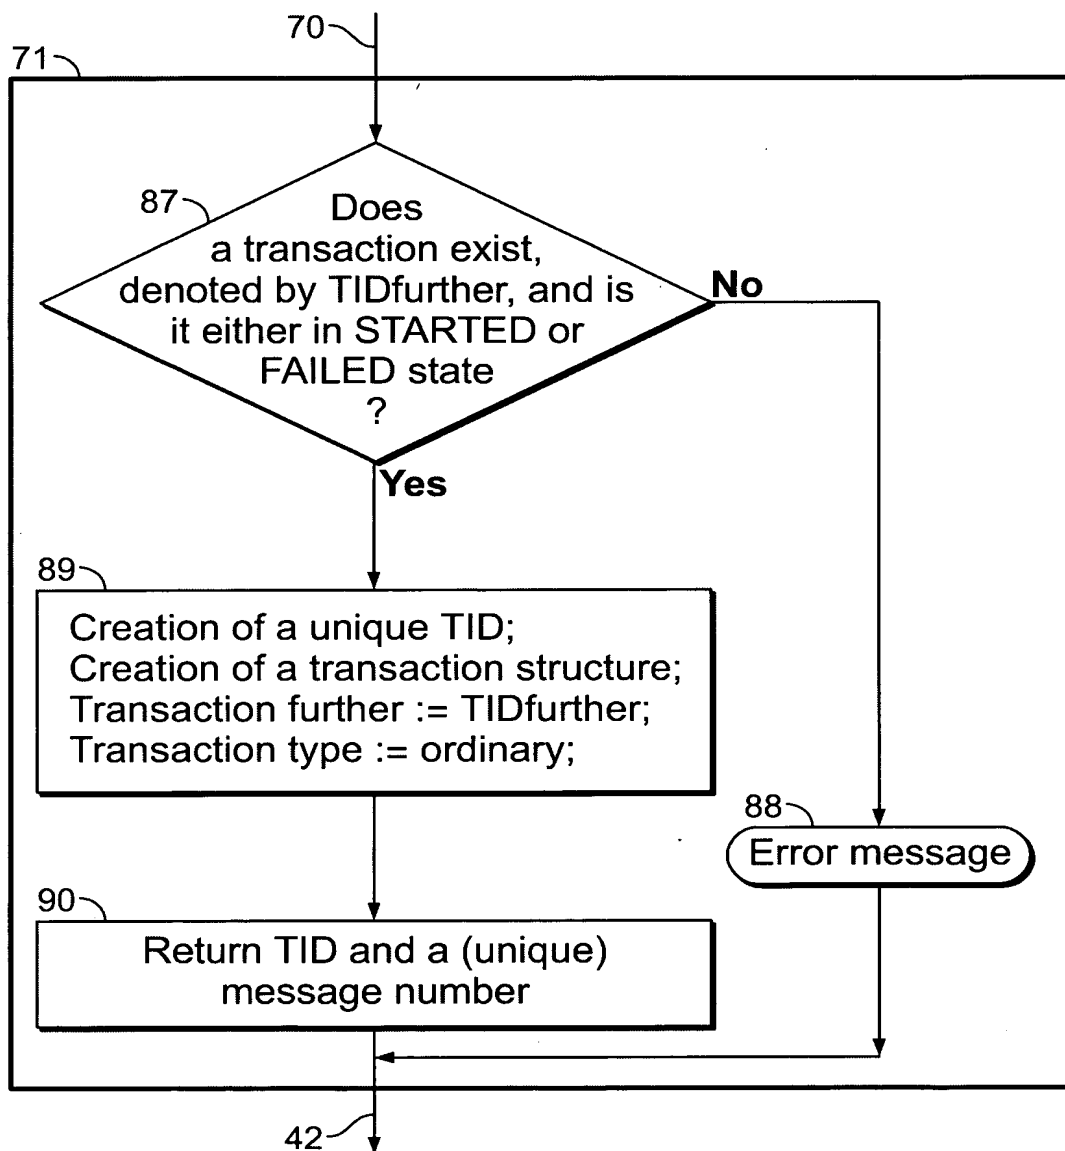 70
71
87
Does
a transaction exist,
denoted by TIDfurther, and is
it either in STARTED or
FAILED state
?
No
Yes
89
Creation of a unique TID;
Creation of a transaction structure;
Transaction further := TIDfurther;
Transaction type := ordinary;
88
Error message
90
Return TID and a (unique)
message number
42